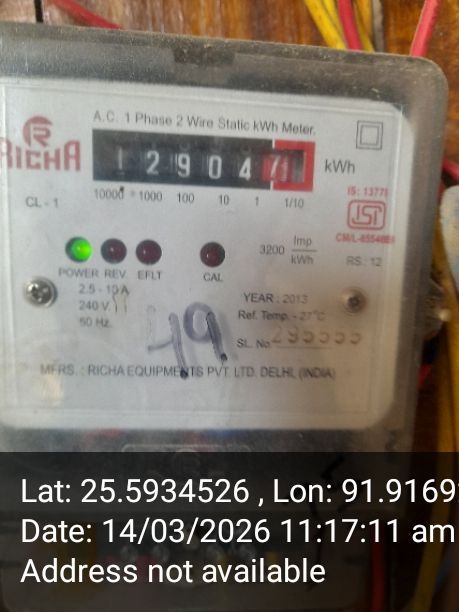 A.C. 1 Phase 2 Wire Static kWh Meter.
RICHA
1 2 9 0 4 7 kWh
10000 1000 100 10 1 1/10
CL - 1
IS: 13779
ISI
RS.: 12
3200 Imp/kWh
POWER REV. EFLT CAL
2.5 - 10 A
240 V.
50 Hz.
YEAR : 2013
Ref. Temp. - 27°C
SL. No.
49
MFRS. : RICHA EQUIPMENTS PVT. LTD. DELHI, (INDIA)
Lat: 25.5934526 , Lon: 91.9169
Date: 14/03/2026 11:17:11 am
Address not available